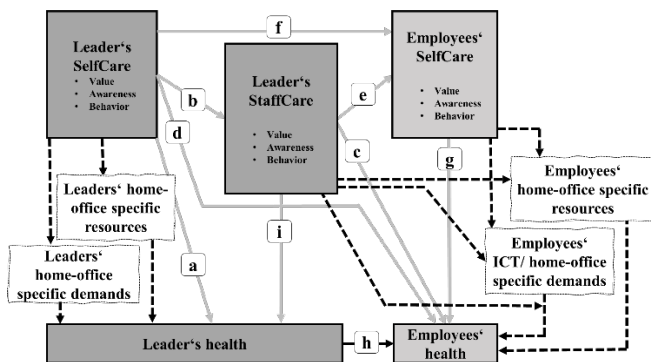 f
Leader‘s
SelfCare
• Value
• Awareness
• Behavior
b
d
Leader‘s
StaffCare
• Value
• Awareness
• Behavior
e
c
Employees‘
SelfCare
• Value
• Awareness
• Behavior
g
Leaders‘ home-
office specific
resources
Leaders‘
home-office
specific demands
a
i
Employees‘
home-office specific
resources
Employees‘
ICT/ home-office
specific demands
Leader‘s health
h
Employees‘
health